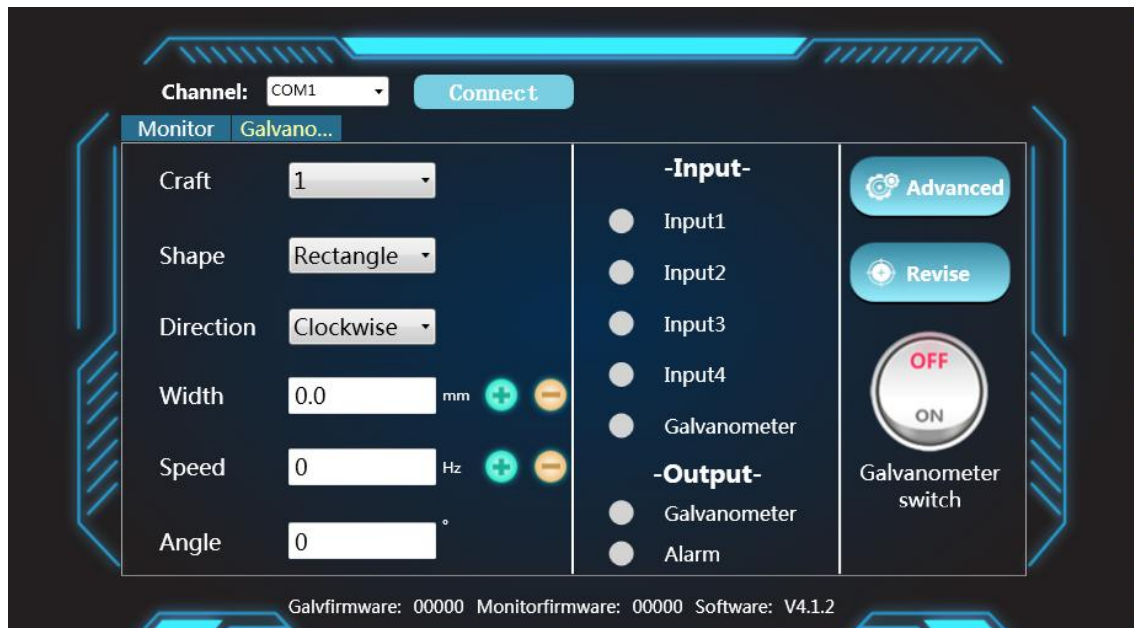 Channel: COM1 Connect
Monitor Galvano...
Craft 1
Shape Rectangle
Direction Clockwise
Width 0.0 mm
Speed 0 Hz
Angle 0 °
-Input-
Input1
Input2
Input3
Input4
Galvanometer
-Output-
Galvanometer
Alarm
Advanced
Revise
OFF
ON
Galvanometer
switch
Galvfirmware: 00000 Monitorfirmware: 00000 Software: V4.1.2